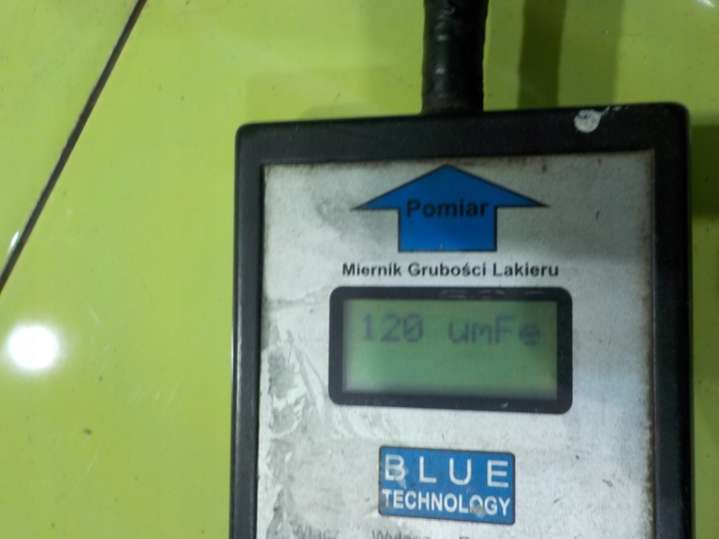 Pomiar
Miernik Grubości Lakieru
120 umFe
BLUE
TECHNOLOGY